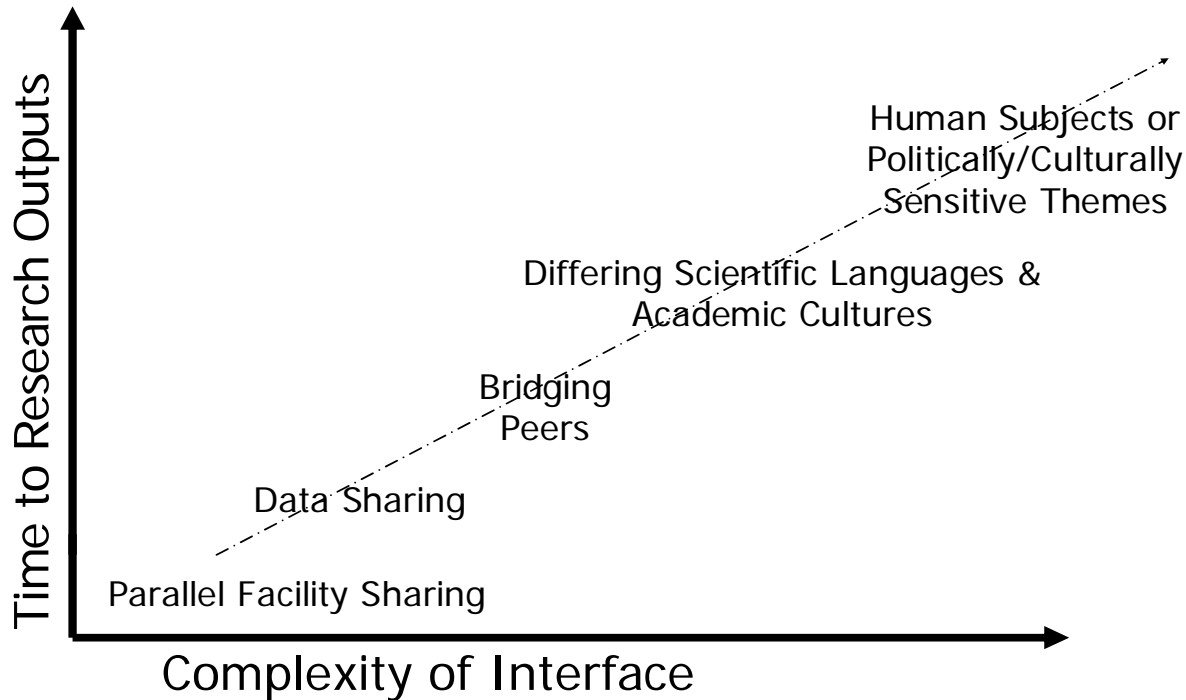 Time to Research Outputs
Human Subjects or
Politically/Culturally
Sensitive Themes
Differing Scientific Languages &
Academic Cultures
Bridging
Peers
Data Sharing
Parallel Facility Sharing
Complexity of Interface